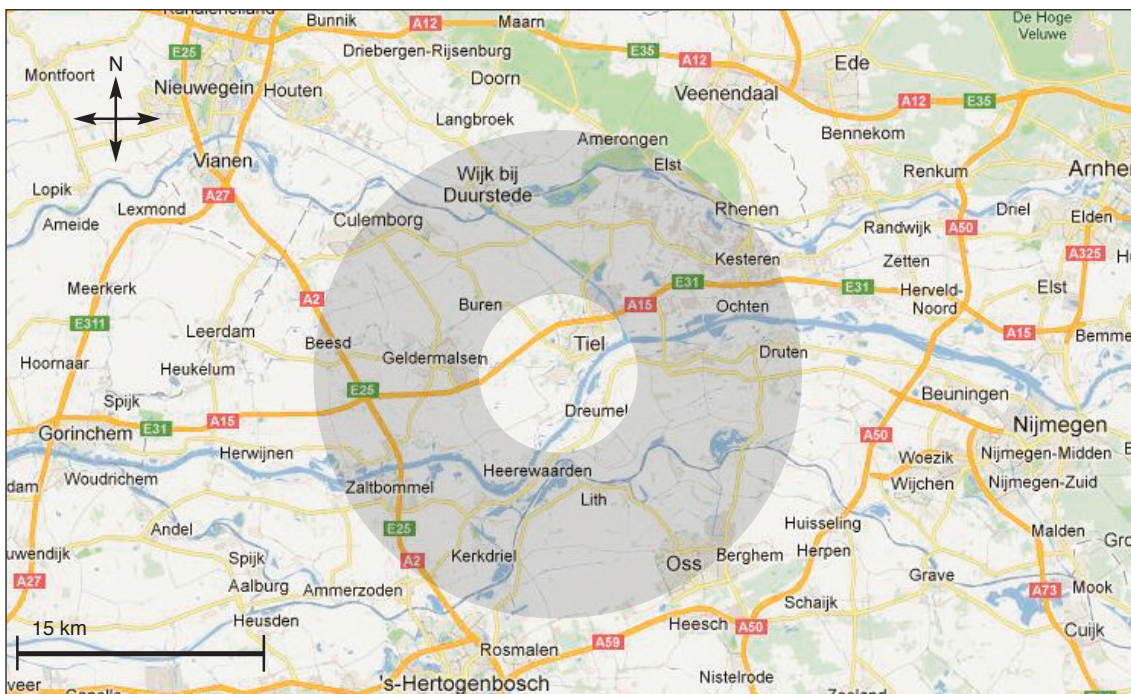 Kanaleneiland
Bunnik
A12
Maarn
De Hoge
Veluwe
E25
Driebergen-Rijsenburg
E35
A12
Ede
Montfoort
N
Nieuwegein
Houten
Doorn
Veenendaal
A12
E35
Langbroek
Amerongen
Bennekom
Vianen
Elst
Renkum
Lopik
A27
Wijk bij
Duurstede
Lexmond
Culemborg
Rhenen
Driel
Elden
Ameide
Randwijk
A50
A325
Kesteren
Zetten
Meerkerk
A2
Buren
A15
E31
Ochten
E31
Herveld-
Noord
Elst
E311
Leerdam
Beesd
Geldermalsen
Tiel
Druten
A15
Hoornaar
Heukelum
E25
Beuningen
Spijk
A15
Dreumel
Gorinchem
E31
A50
Nijmegen
Herwijnen
Heerewaarden
Woezik
Nijmegen-Midden
dam
Woudrichem
Zaltbommel
Lith
Wijchen
Nijmegen-Zuid
Andel
E25
Huisseling
Malden
uwendijk
Spijk
A2
Kerkdriel
Oss
Berghem
Herpen
Gro
A27
Aalburg
Ammerzoden
Grave
A73
Mook
15 km
Heusden
Heesch
A50
Schaijk
Cuijk
Rosmalen
A59
veer
's-Hertogenbosch
Nistelrode